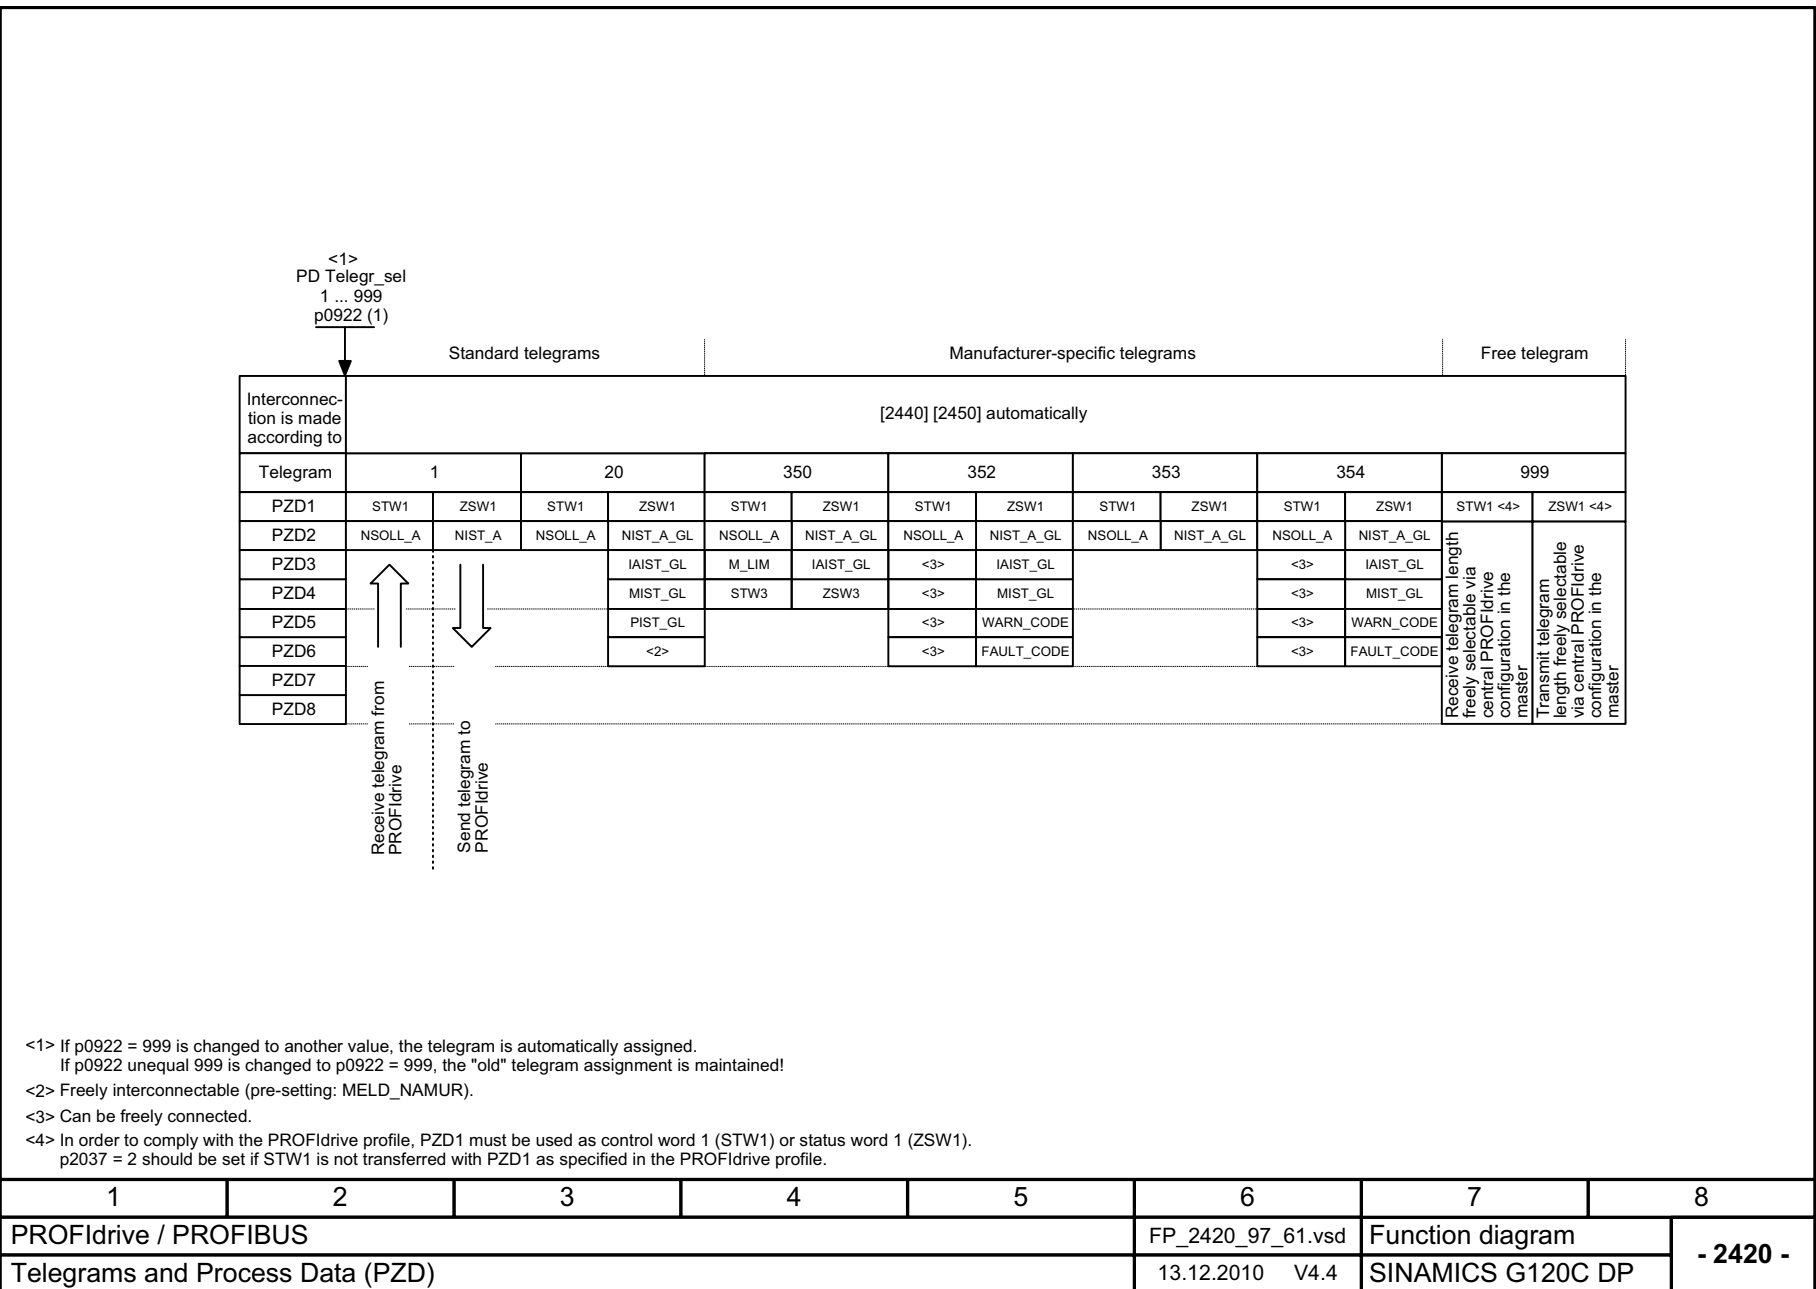 <1>
PD Telegr_sel
1 ... 999
p0922 (1)
Standard telegrams
Manufacturer-specific telegrams
Free telegram
Interconnec-
tion is made
according to
[2440] [2450] automatically
Telegram 1 20 350 352 353 354 999
PZD1 STW1 ZSW1 STW1 ZSW1 STW1 ZSW1 STW1 ZSW1 STW1 ZSW1 STW1 ZSW1 STW1 <4> ZSW1 <4>
PZD2 NSOLL_A NIST_A NSOLL_A NIST_A_GL NSOLL_A NIST_A_GL NSOLL_A NIST_A_GL NSOLL_A NIST_A_GL NSOLL_A NIST_A_GL
PZD3 IAIST_GL M_LIM IAIST_GL <3> IAIST_GL <3> IAIST_GL
PZD4 MIST_GL STW3 ZSW3 <3> MIST_GL <3> MIST_GL
PZD5 PIST_GL <3> WARN_CODE <3> WARN_CODE
PZD6 <2> <3> FAULT_CODE <3> FAULT_CODE
PZD7
PZD8
Receive telegram from
PROFIdrive
Send telegram to
PROFIdrive
Receive telegram length
freely selectable via
central PROFIdrive
configuration in the
master
Transmit telegram
length freely selectable
via central PROFIdrive
configuration in the
master
<1> If p0922 = 999 is changed to another value, the telegram is automatically assigned.
If p0922 unequal 999 is changed to p0922 = 999, the "old" telegram assignment is maintained!
<2> Freely interconnectable (pre-setting: MELD_NAMUR).
<3> Can be freely connected.
<4> In order to comply with the PROFIdrive profile, PZD1 must be used as control word 1 (STW1) or status word 1 (ZSW1).
p2037 = 2 should be set if STW1 is not transferred with PZD1 as specified in the PROFIdrive profile.
1 2 3 4 5 6 7 8
PROFIdrive / PROFIBUS FP_2420_97_61.vsd Function diagram
- 2420 -
Telegrams and Process Data (PZD) 13.12.2010 V4.4 SINAMICS G120C DP